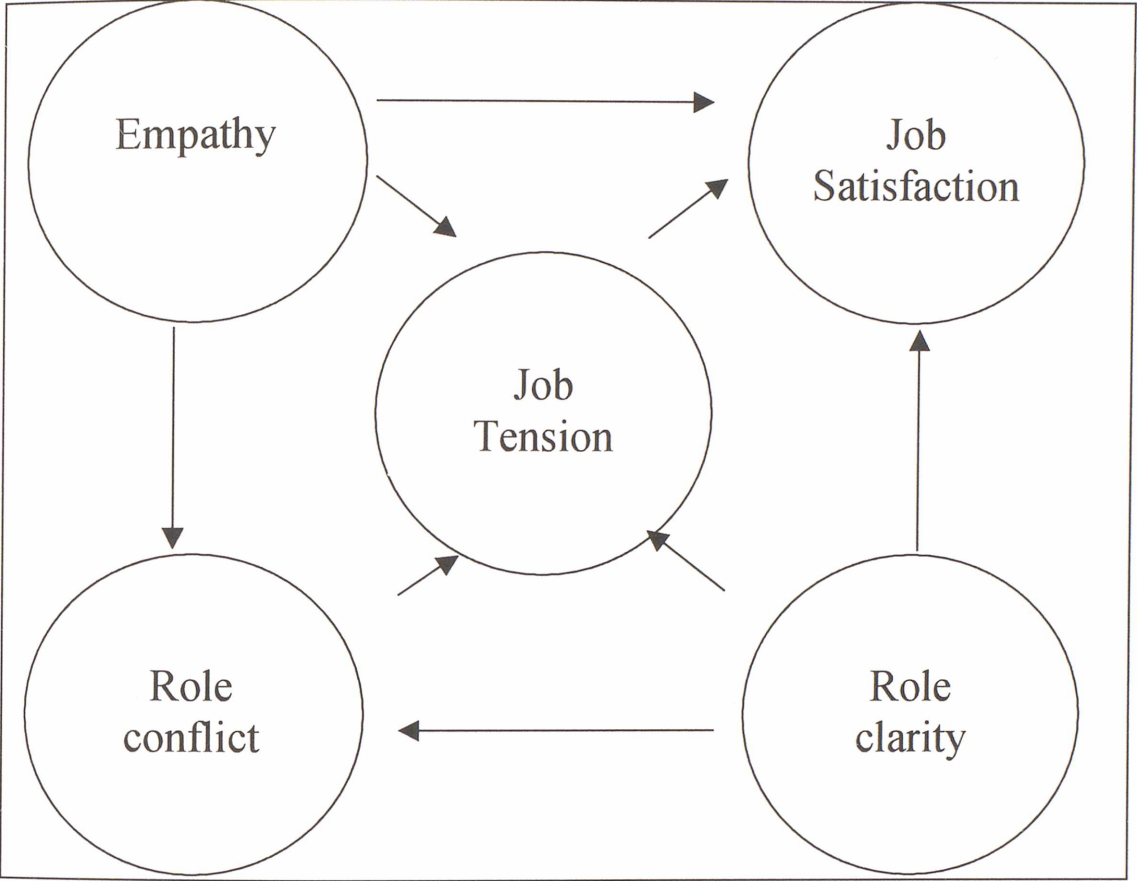 Empathy
Job
Satisfaction
Job
Tension
Role
conflict
Role
clarity